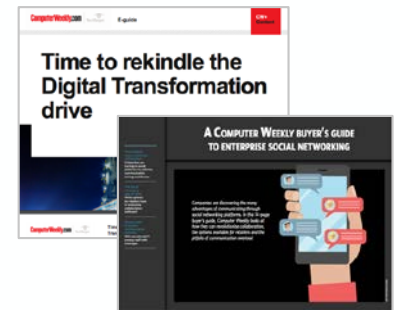 ComputerWeekly.com
E-guide
Time to rekindle the
Digital Transformation
drive
ComputerWeekly.com
A COMPUTER WEEKLY BUYER'S GUIDE
TO ENTERPRISE SOCIAL NETWORKING
Companies are discovering the many
advantages of communicating through
social networking platforms. In this 14-page
buyer's guide, Computer Weekly looks at
how they can revolutionise collaboration,
the options available for retailers and the
pitfalls of communication overload